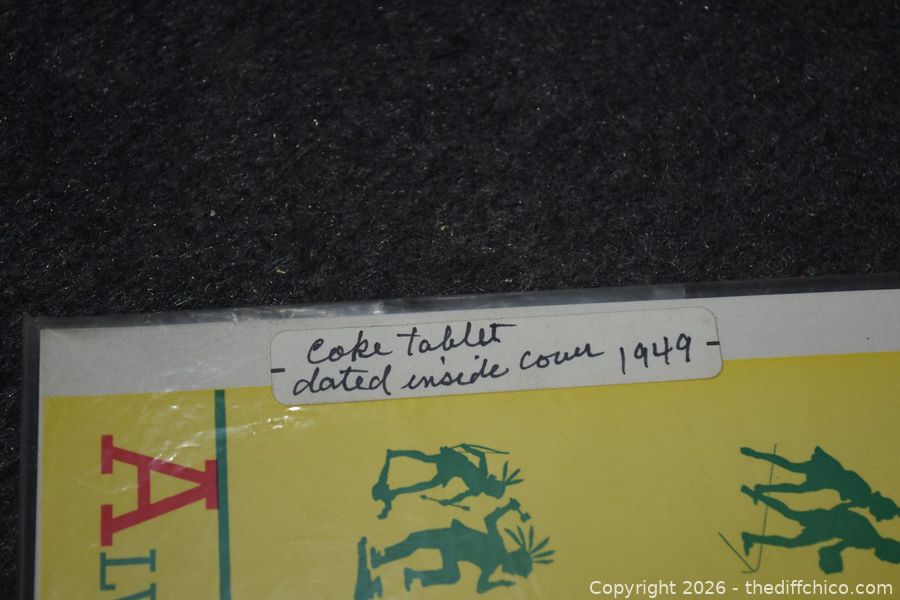 Coke tablet
dated inside cover 1949
A
Copyright 2026 - thediffchico.com